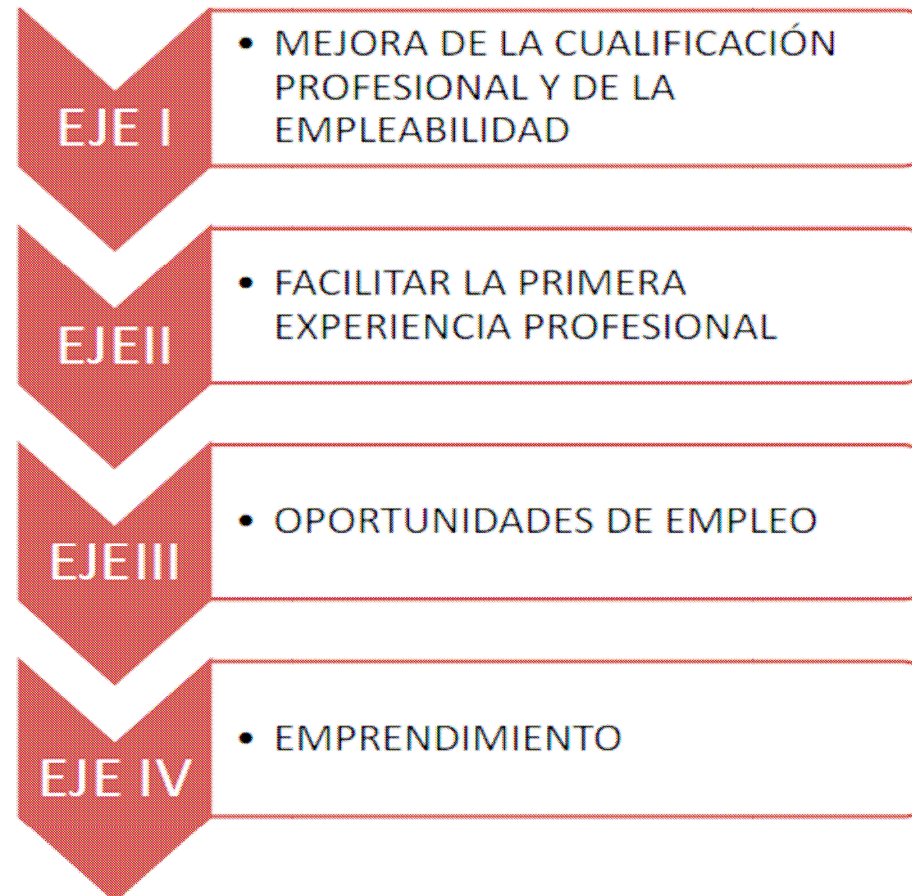 EJE I
• MEJORA DE LA CUALIFICACIÓN
PROFESIONAL Y DE LA
EMPLEABILIDAD
EJEII
• FACILITAR LA PRIMERA
EXPERIENCIA PROFESIONAL
EJEIII
• OPORTUNIDADES DE EMPLEO
EJE IV
• EMPRENDIMIENTO